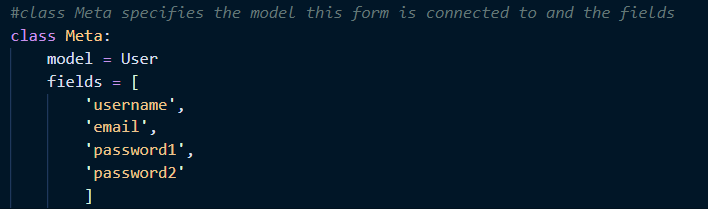 #class Meta specifies the model this form is connected to and the fields
class Meta:
    model = User
    fields = [
        'username',
        'email',
        'password1',
        'password2'
        ]